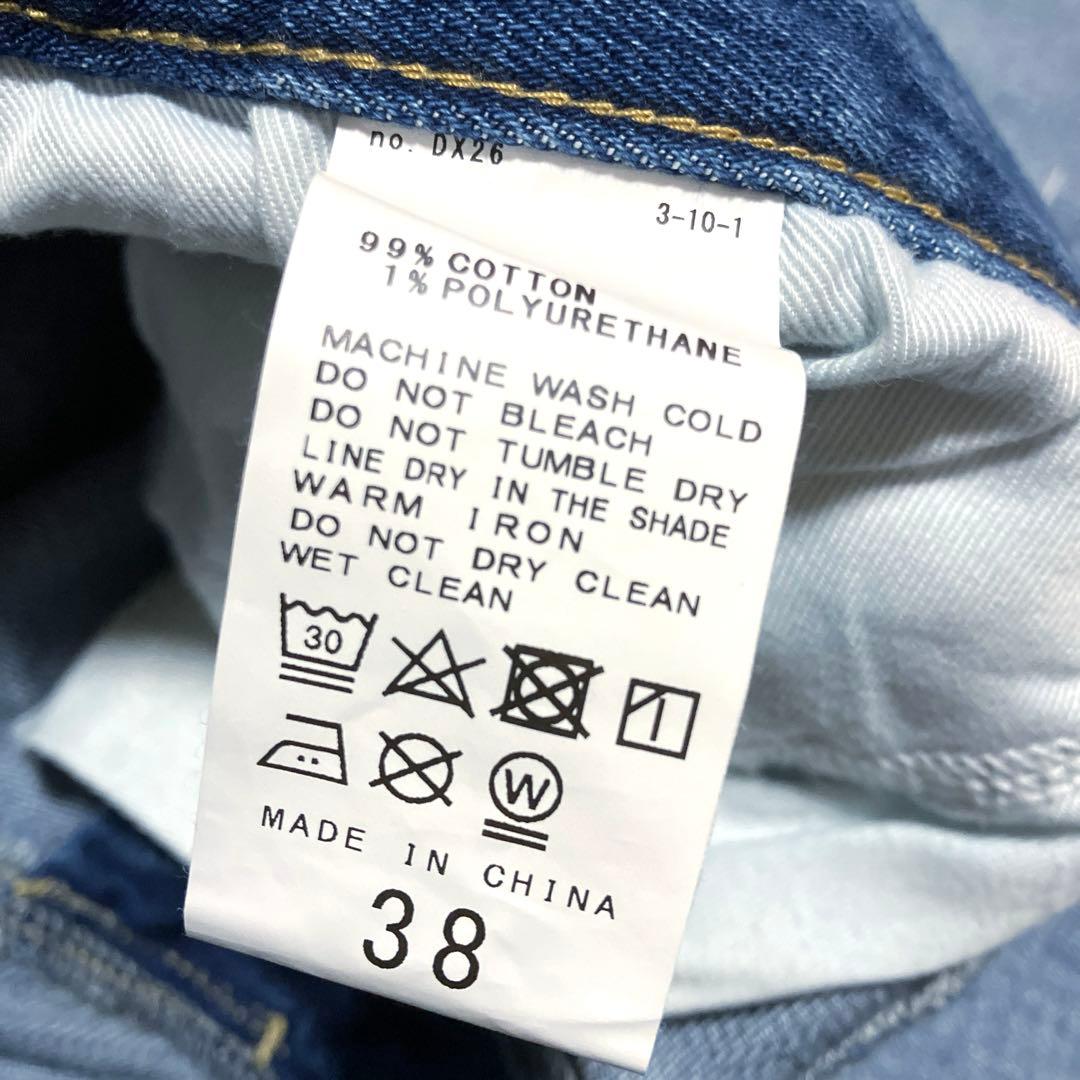 no. DX26
3-10-1
99% COTTON
1% POLYURETHANE
MACHINE WASH COLD
DO NOT BLEACH
DO NOT TUMBLE DRY
LINE DRY IN THE SHADE
WARM IRON
DO NOT DRY CLEAN
WET CLEAN
30
W
MADE IN CHINA
38